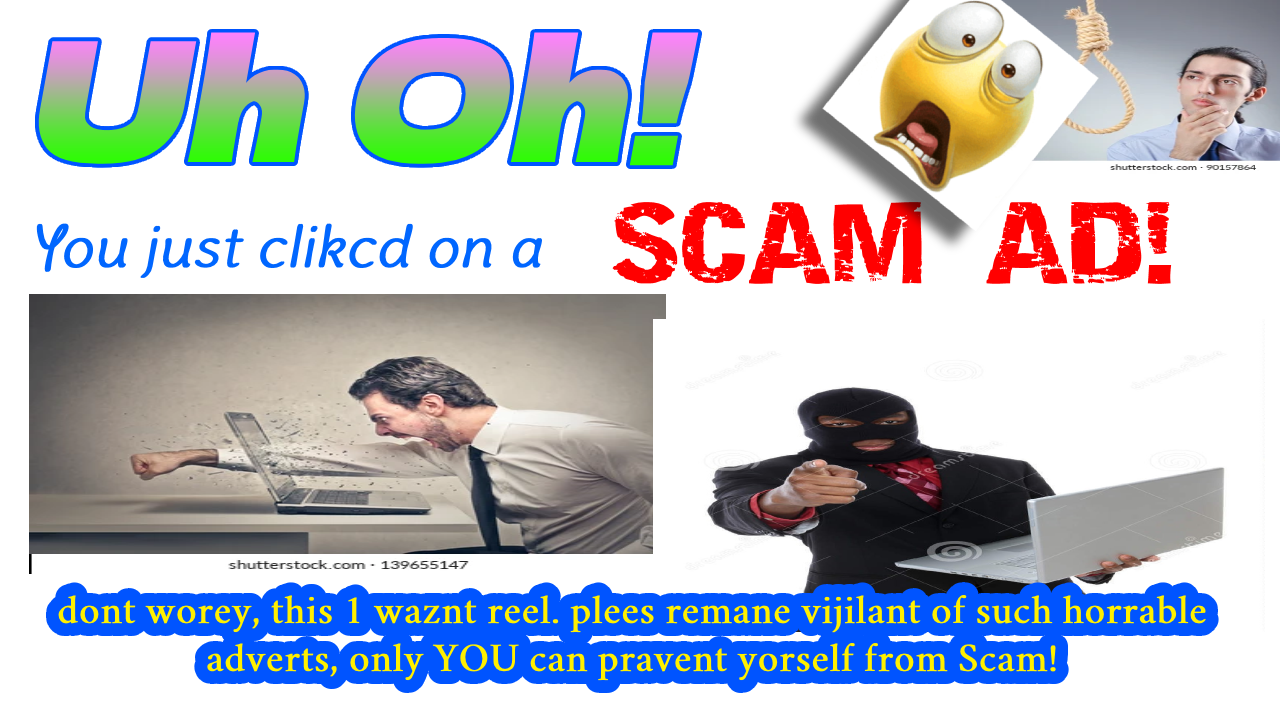 Uh Oh!
shutterstock.com · 90157864
You just clikcd on a SCAM AD!
shutterstock.com · 139655147
dont worey, this 1 waznt reel. plees remane vijilant of such horrable
adverts, only YOU can pravent yorself from Scam!